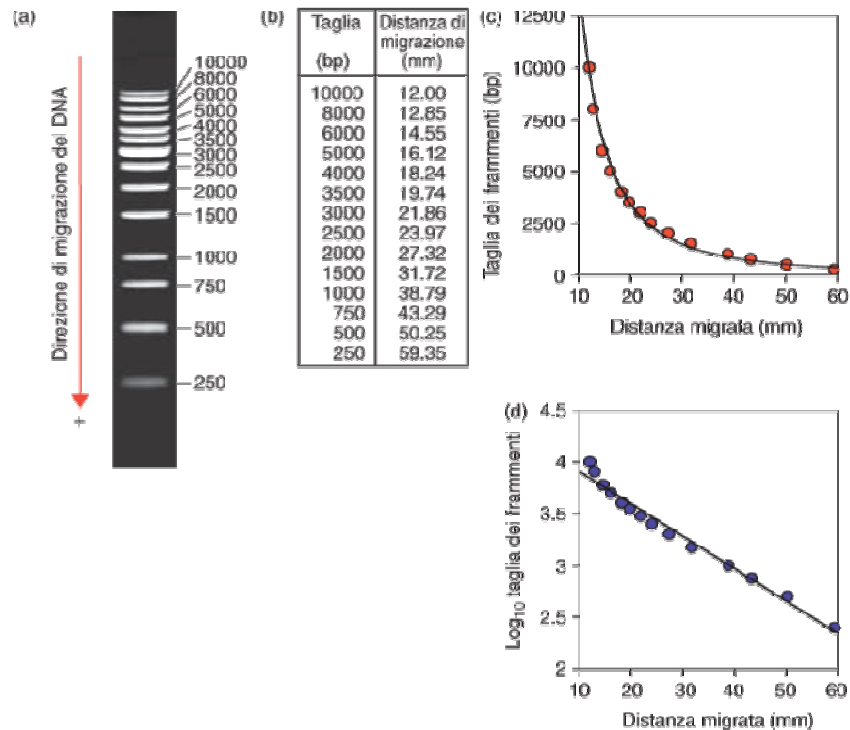 (a)
Direzione di migrazione del DNA
+
10000
8000
6000
5000
4000
3500
3000
2500
2000
1500
1000
750
500
250
(b)
Taglia Distanza di
migrazione
(bp) (mm)
10000 12.00
8000 12.85
6000 14.55
5000 16.12
4000 18.24
3500 19.74
3000 21.86
2500 23.97
2000 27.32
1500 31.72
1000 38.79
750 43.29
500 50.25
250 59.35
(c)
Taglia dei frammenti (bp)
12500
10000
7500
5000
2500
0
10 20 30 40 50 60
Distanza migrata (mm)
(d)
Log10 taglia dei frammenti
4.5
4
3.5
3
2.5
2
10 20 30 40 50 60
Distanza migrata (mm)